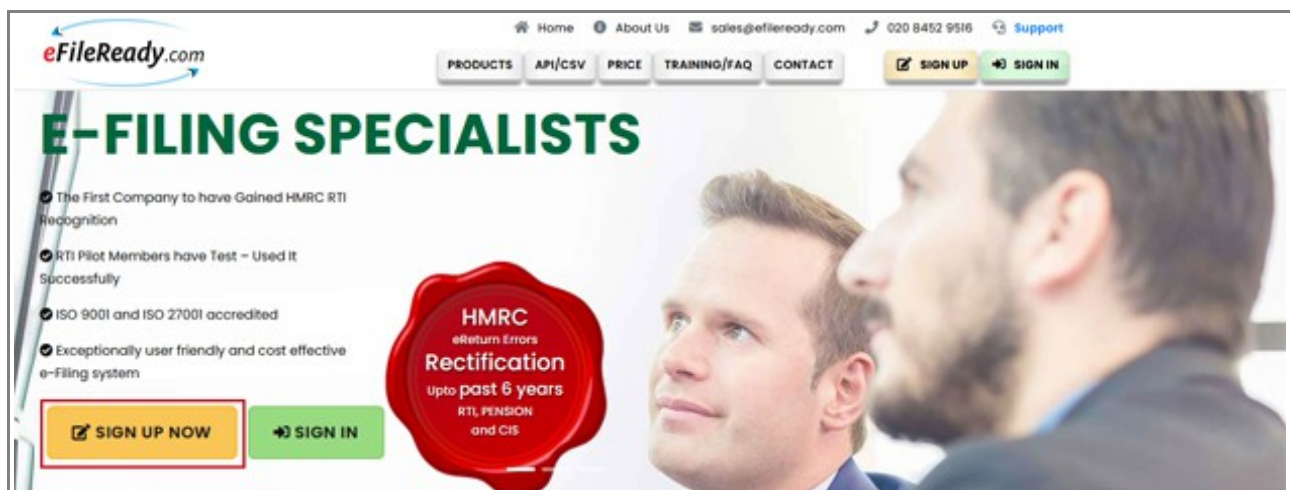 eFileReady.com
Home About Us sales@efileready.com 020 8452 9516 Support
PRODUCTS API/CSV PRICE TRAINING/FAQ CONTACT SIGN UP SIGN IN
E-FILING SPECIALISTS
The First Company to have Gained HMRC RTI
Recognition
RTI Pilot Members have Test – Used It
Successfully
ISO 9001 and ISO 27001 accredited
Exceptionally user friendly and cost effective
e-Filing system
SIGN UP NOW SIGN IN
HMRC
eReturn Errors
Rectification
Upto past 6 years
RTI, PENSION
and CIS